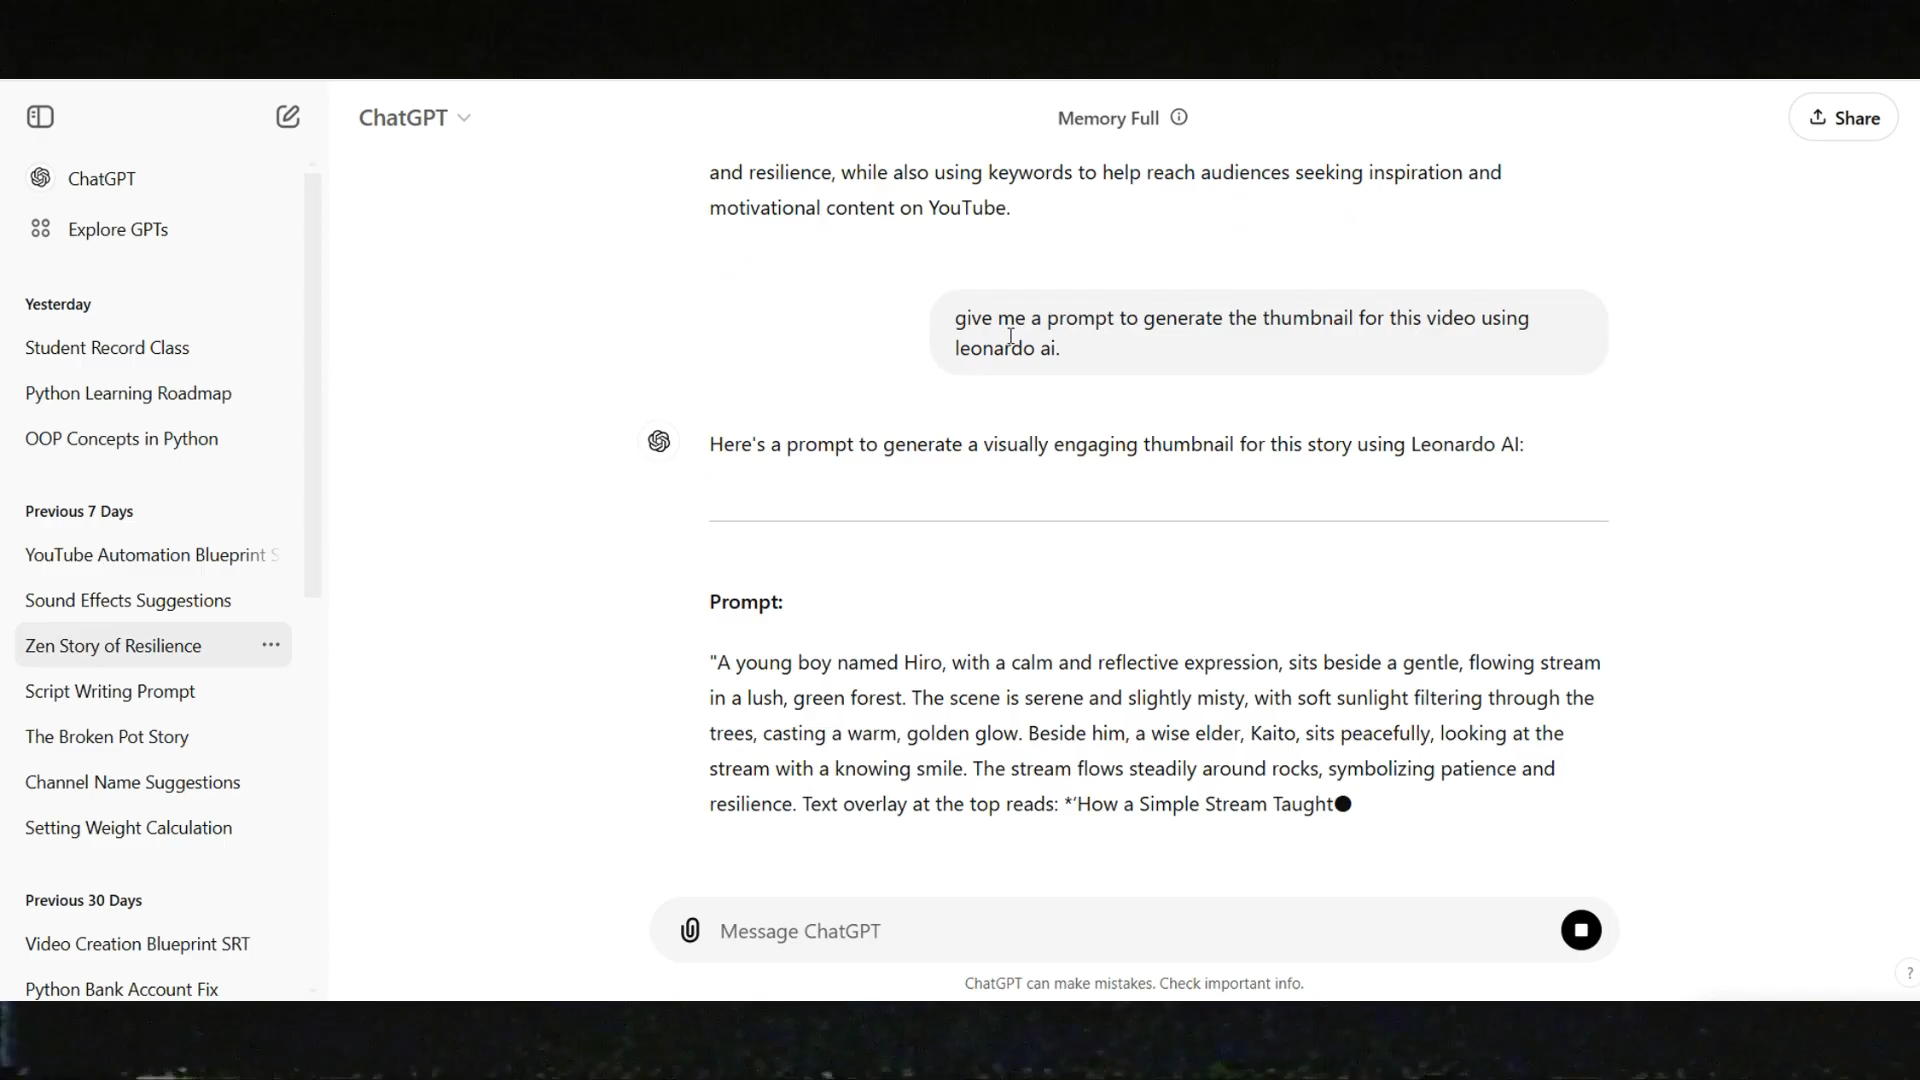 ChatGPT
Memory Full
Share
ChatGPT
Explore GPTs
Yesterday
Student Record Class
Python Learning Roadmap
OOP Concepts in Python
Previous 7 Days
YouTube Automation Blueprint S
Sound Effects Suggestions
Zen Story of Resilience
Script Writing Prompt
The Broken Pot Story
Channel Name Suggestions
Setting Weight Calculation
Previous 30 Days
Video Creation Blueprint SRT
Python Bank Account Fix
and resilience, while also using keywords to help reach audiences seeking inspiration and
motivational content on YouTube.
give me a prompt to generate the thumbnail for this video using
leonardo ai.
Here's a prompt to generate a visually engaging thumbnail for this story using Leonardo AI:
Prompt:
"A young boy named Hiro, with a calm and reflective expression, sits beside a gentle, flowing stream
in a lush, green forest. The scene is serene and slightly misty, with soft sunlight filtering through the
trees, casting a warm, golden glow. Beside him, a wise elder, Kaito, sits peacefully, looking at the
stream with a knowing smile. The stream flows steadily around rocks, symbolizing patience and
resilience. Text overlay at the top reads: *'How a Simple Stream Taught
Message ChatGPT
ChatGPT can make mistakes. Check important info.
?